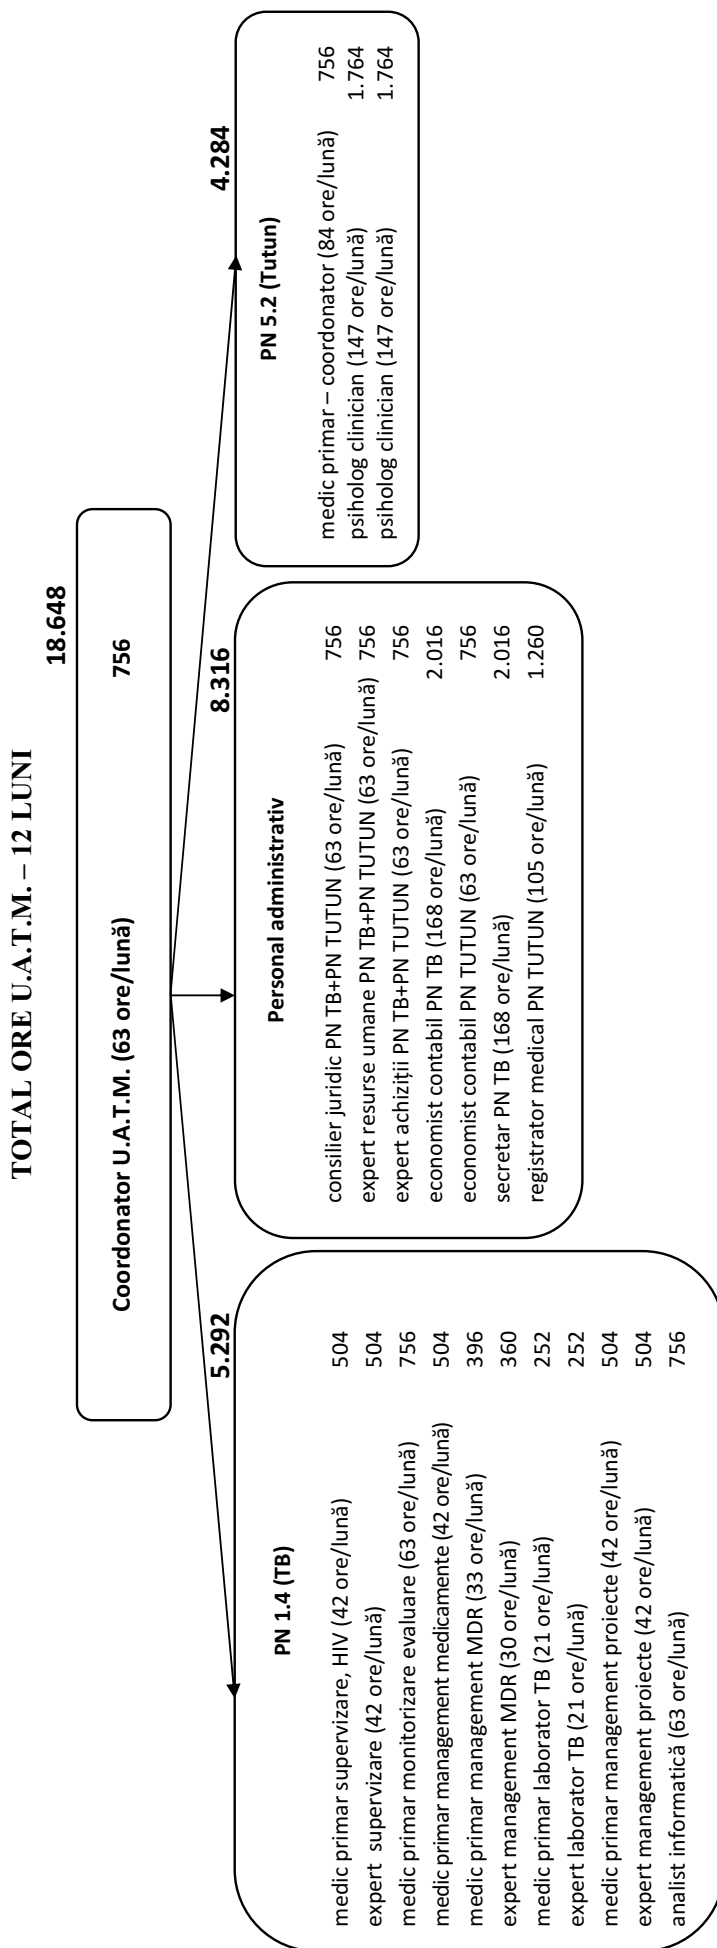 TOTAL ORE U.A.T.M. – 12 LUNI
18.648
Coordonator U.A.T.M. (63 ore/lună) 756
5.292
PN 1.4 (TB)
medic primar supervizare, HIV (42 ore/lună) 504
expert supervizare (42 ore/lună) 504
medic primar monitorizare evaluare (63 ore/lună) 756
medic primar management medicamente (42 ore/lună) 504
medic primar management MDR (33 ore/lună) 396
expert management MDR (30 ore/lună) 360
medic primar laborator TB (21 ore/lună) 252
expert laborator TB (21 ore/lună) 252
medic primar management proiecte (42 ore/lună) 504
expert management proiecte (42 ore/lună) 504
analist informatică (63 ore/lună) 756
8.316
Personal administrativ
consilier juridic PN TB+PN TUTUN (63 ore/lună) 756
expert resurse umane PN TB+PN TUTUN (63 ore/lună) 756
expert achiziții PN TB+PN TUTUN (63 ore/lună) 756
economist contabil PN TB (168 ore/lună) 2.016
economist contabil PN TUTUN (63 ore/lună) 756
secretar PN TB (168 ore/lună) 2.016
registrator medical PN TUTUN (105 ore/lună) 1.260
4.284
PN 5.2 (Tutun)
medic primar – coordonator (84 ore/lună) 756
psiholog clinician (147 ore/lună) 1.764
psiholog clinician (147 ore/lună) 1.764